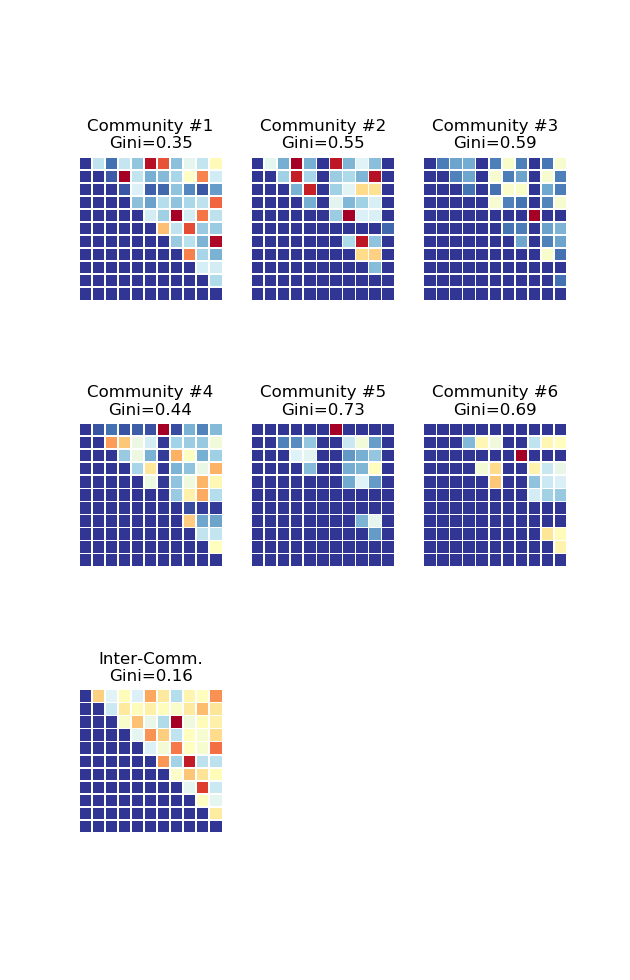 Community #1
Gini=0.35
Community #2
Gini=0.55
Community #3
Gini=0.59
Community #4
Gini=0.44
Community #5
Gini=0.73
Community #6
Gini=0.69
Inter-Comm.
Gini=0.16